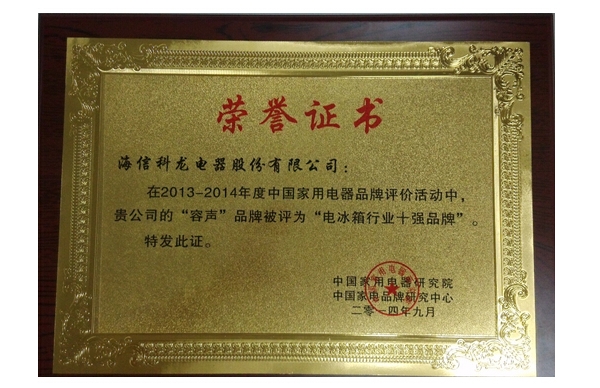 荣誉证书
海信科龙电器股份有限公司：
在2013-2014年度中国家用电器品牌评价活动中，
贵公司的“容声”品牌被评为“电冰箱行业十强品牌”。
特发此证。
中国家用电器研究院
中国家电品牌研究中心
二零一四年九月